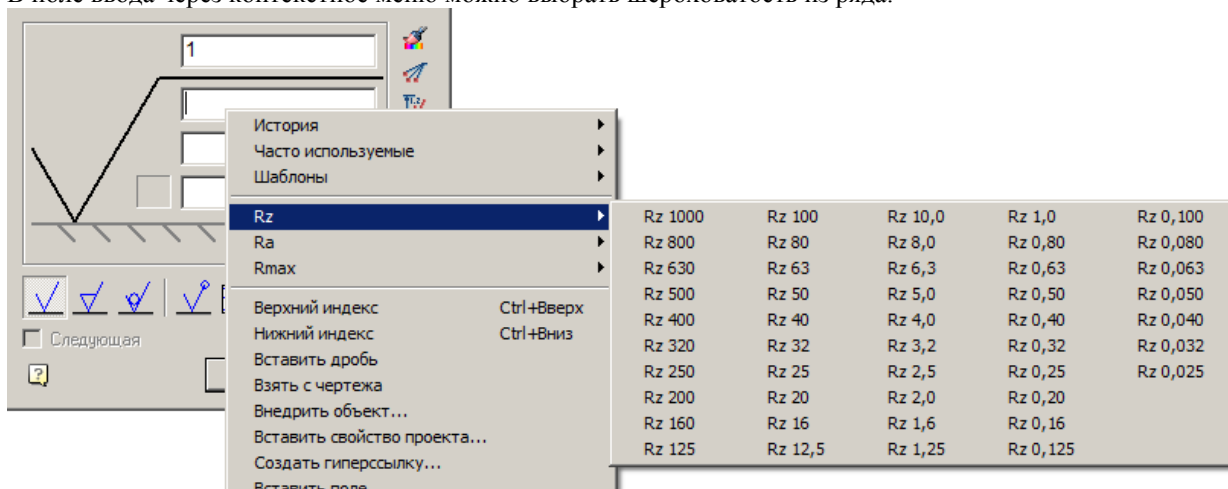 В поле ввода через контекстное меню можно выбрать шероховатость из ряда.
1
История
Часто используемые
Шаблоны
Rz
Ra
Rmax
Верхний индекс Ctrl+Вверх
Нижний индекс Ctrl+Вниз
Вставить дробь
Взять с чертежа
Внедрить объект...
Вставить свойство проекта...
Создать гиперссылку...
Вставить поле
Следующая
Rz 1000 Rz 100 Rz 10,0 Rz 1,0 Rz 0,100
Rz 800 Rz 80 Rz 8,0 Rz 0,80 Rz 0,080
Rz 630 Rz 63 Rz 6,3 Rz 0,63 Rz 0,063
Rz 500 Rz 50 Rz 5,0 Rz 0,50 Rz 0,050
Rz 400 Rz 40 Rz 4,0 Rz 0,40 Rz 0,040
Rz 320 Rz 32 Rz 3,2 Rz 0,32 Rz 0,032
Rz 250 Rz 25 Rz 2,5 Rz 0,25 Rz 0,025
Rz 200 Rz 20 Rz 2,0 Rz 0,20
Rz 160 Rz 16 Rz 1,6 Rz 0,16
Rz 125 Rz 12,5 Rz 1,25 Rz 0,125